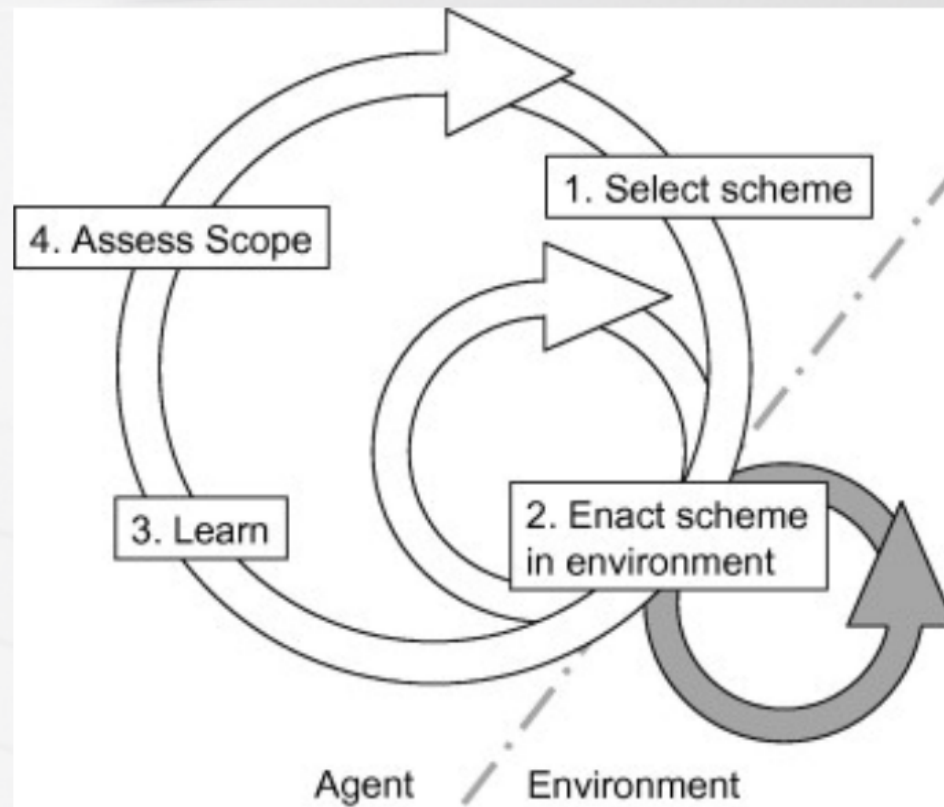 1. Select scheme
4. Assess Scope
2. Enact scheme
in environment
3. Learn
Agent
Environment